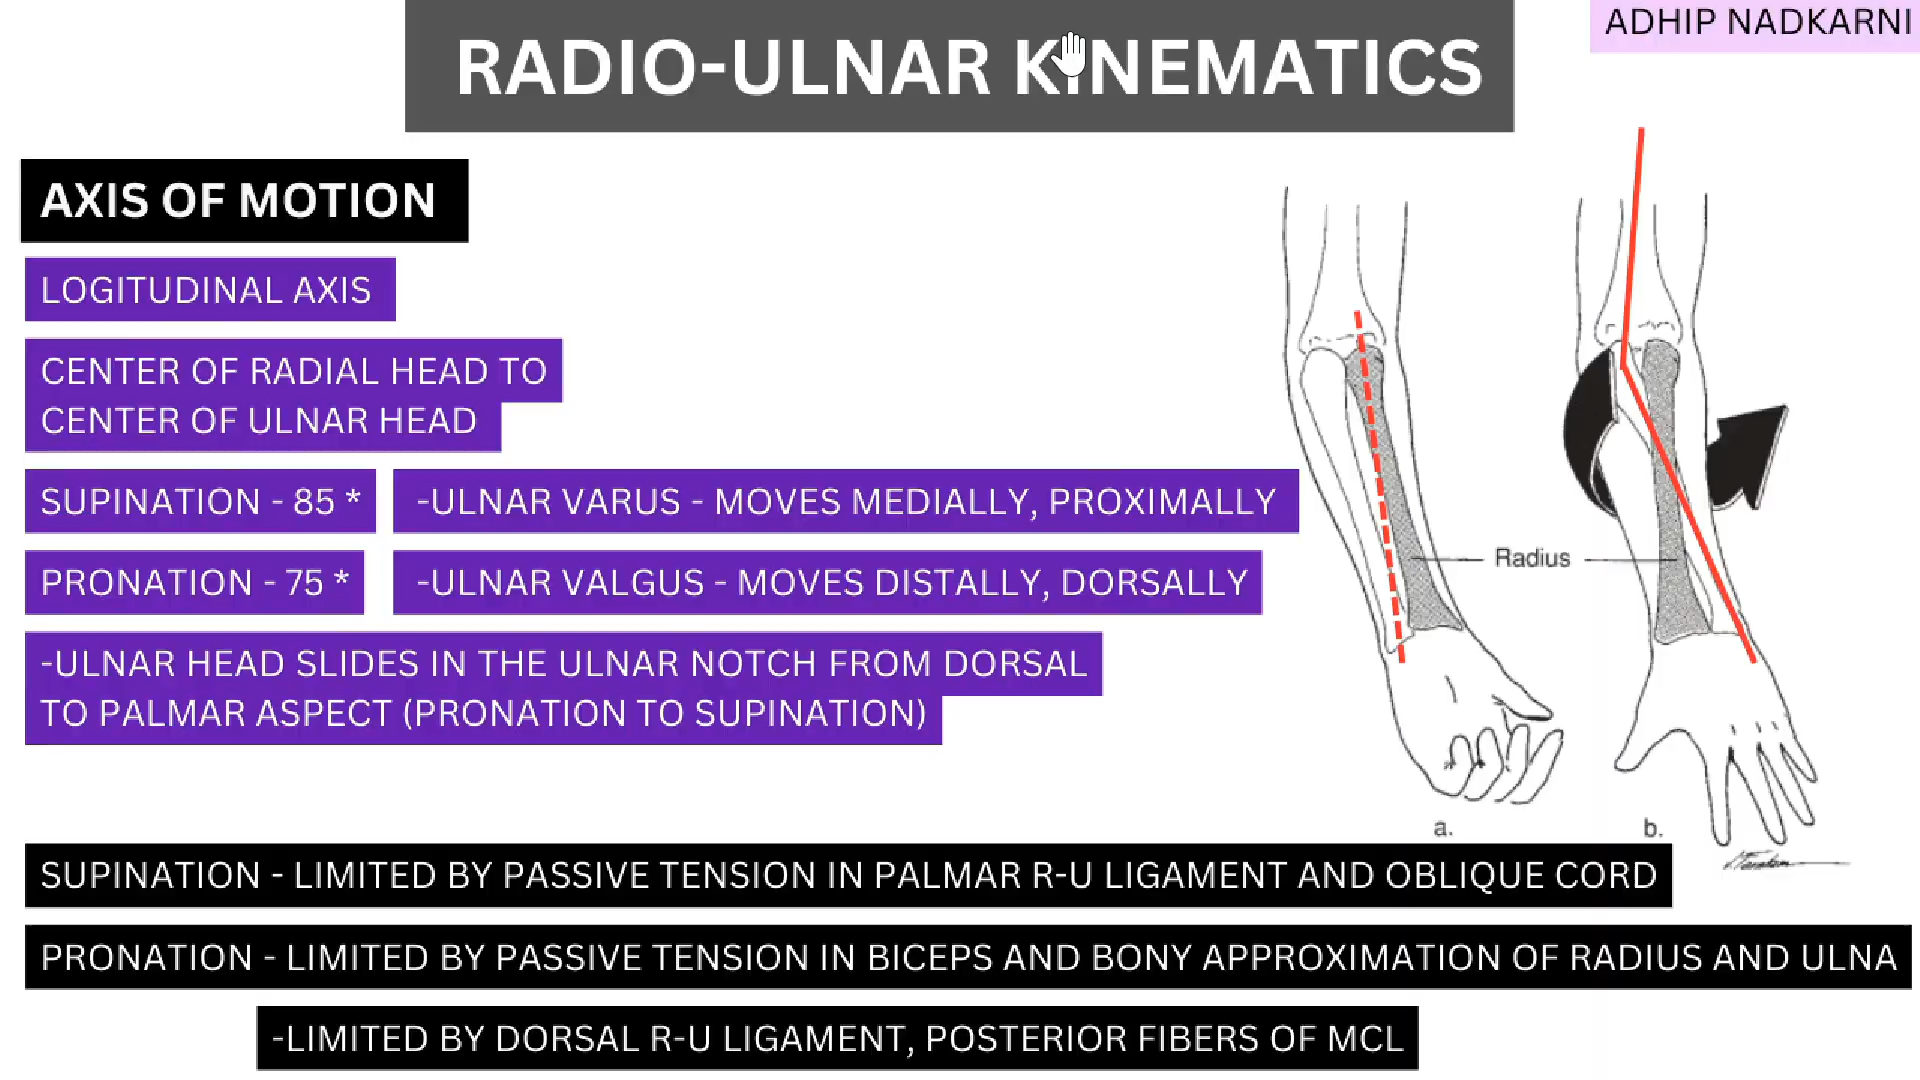 RADIO-ULNAR KINEMATICS
ADHIP NADKARNI
AXIS OF MOTION
LOGITUDINAL AXIS
CENTER OF RADIAL HEAD TO
CENTER OF ULNAR HEAD
SUPINATION - 85 *
-ULNAR VARUS - MOVES MEDIALLY, PROXIMALLY
PRONATION - 75 *
-ULNAR VALGUS - MOVES DISTALLY, DORSALLY
-ULNAR HEAD SLIDES IN THE ULNAR NOTCH FROM DORSAL
TO PALMAR ASPECT (PRONATION TO SUPINATION)
Radius
a.
b.
SUPINATION - LIMITED BY PASSIVE TENSION IN PALMAR R-U LIGAMENT AND OBLIQUE CORD
PRONATION - LIMITED BY PASSIVE TENSION IN BICEPS AND BONY APPROXIMATION OF RADIUS AND ULNA
-LIMITED BY DORSAL R-U LIGAMENT, POSTERIOR FIBERS OF MCL